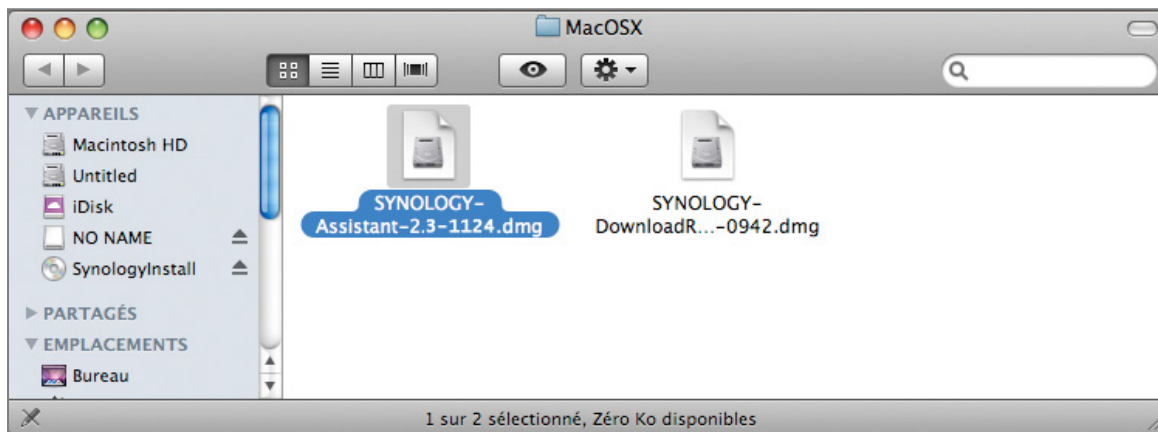 MacOSX
APPAREILS
Macintosh HD
Untitled
iDisk
NO NAME
SynologyInstall
PARTAGÉS
EMPLACEMENTS
Bureau
SYNOLOGY-
Assistant-2.3-1124.dmg
SYNOLOGY-
DownloadR...-0942.dmg
1 sur 2 sélectionné, Zéro Ko disponibles